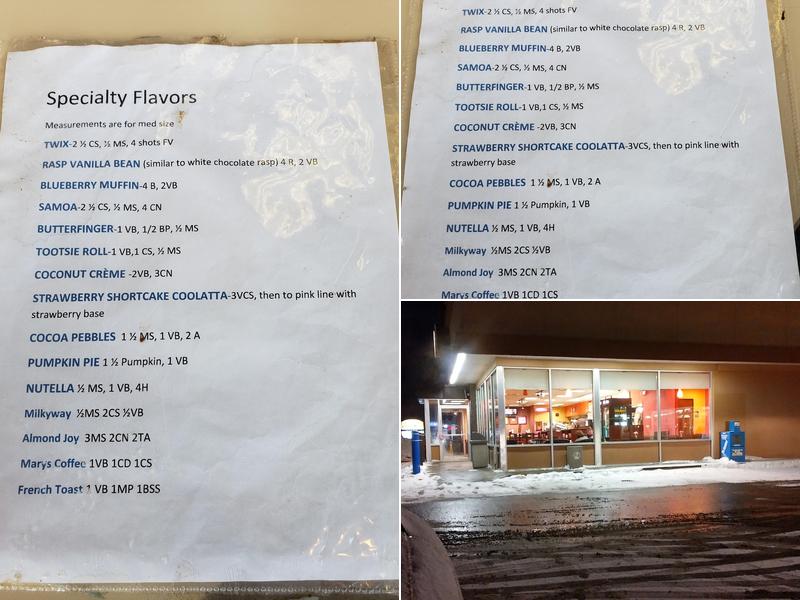 Specialty Flavors
Measurements are for med size
TWIX-2 ½ CS, ½ MS, 4 shots FV
RASP VANILLA BEAN (similar to white chocolate rasp) 4 R, 2 VB
BLUEBERRY MUFFIN-4 B, 2VB
SAMOA-2 ½ CS, ½ MS, 4 CN
BUTTERFINGER-1 VB, 1/2 BP, ½ MS
TOOTSIE ROLL-1 VB,1 CS, ½ MS
COCONUT CRÈME -2VB, 3CN
STRAWBERRY SHORTCAKE COOLATTA-3VCS, then to pink line with
strawberry base
COCOA PEBBLES 1 ½ MS, 1 VB, 2 A
PUMPKIN PIE 1 ½ Pumpkin, 1 VB
NUTELLA ½ MS, 1 VB, 4H
Milkyway ½MS 2CS ½VB
Almond Joy 3MS 2CN 2TA
Marys Coffee 1VB 1CD 1CS
French Toast 1 VB 1MP 1BSS
TWIX-2 ½ CS, ½ MS, 4 shots FV
RASP VANILLA BEAN (similar to white chocolate rasp) 4 R, 2 VB
BLUEBERRY MUFFIN-4 B, 2VB
SAMOA-2 ½ CS, ½ MS, 4 CN
BUTTERFINGER-1 VB, 1/2 BP, ½ MS
TOOTSIE ROLL-1 VB,1 CS, ½ MS
COCONUT CRÈME -2VB, 3CN
STRAWBERRY SHORTCAKE COOLATTA-3VCS, then to pink line with
strawberry base
COCOA PEBBLES 1 ½ MS, 1 VB, 2 A
PUMPKIN PIE 1 ½ Pumpkin, 1 VB
NUTELLA ½ MS, 1 VB, 4H
Milkyway ½MS 2CS ½VB
Almond Joy 3MS 2CN 2TA
Marys Coffee 1VB 1CD 1CS